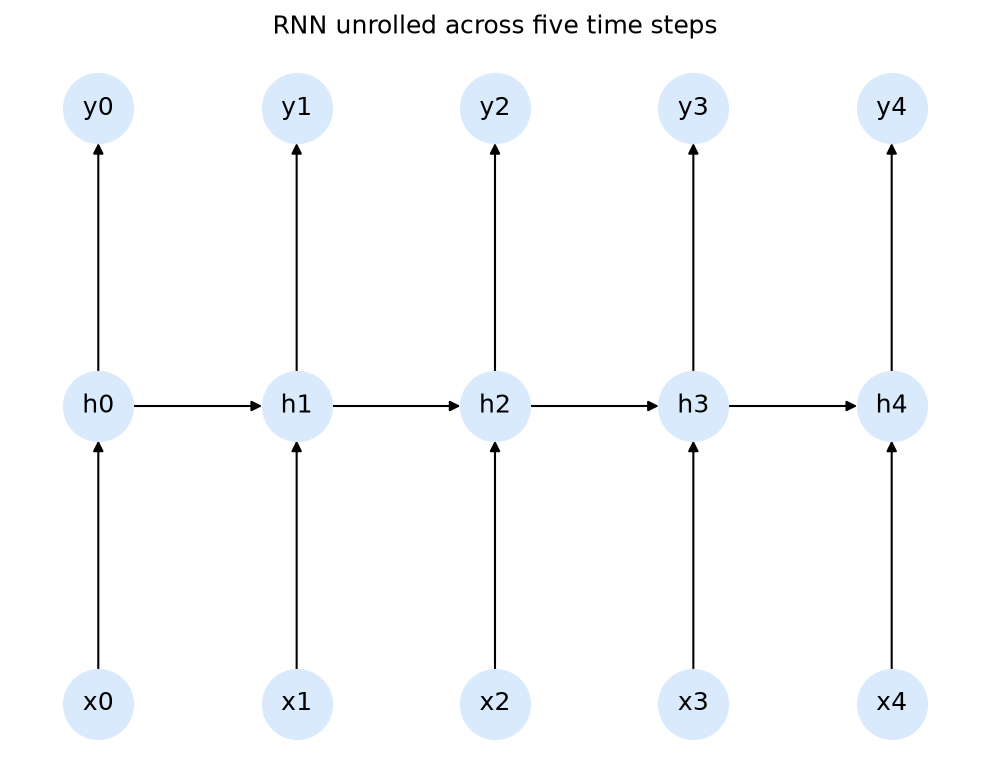 RNN unrolled across five time steps
y0 y1 y2 y3 y4
h0 h1 h2 h3 h4
x0 x1 x2 x3 x4